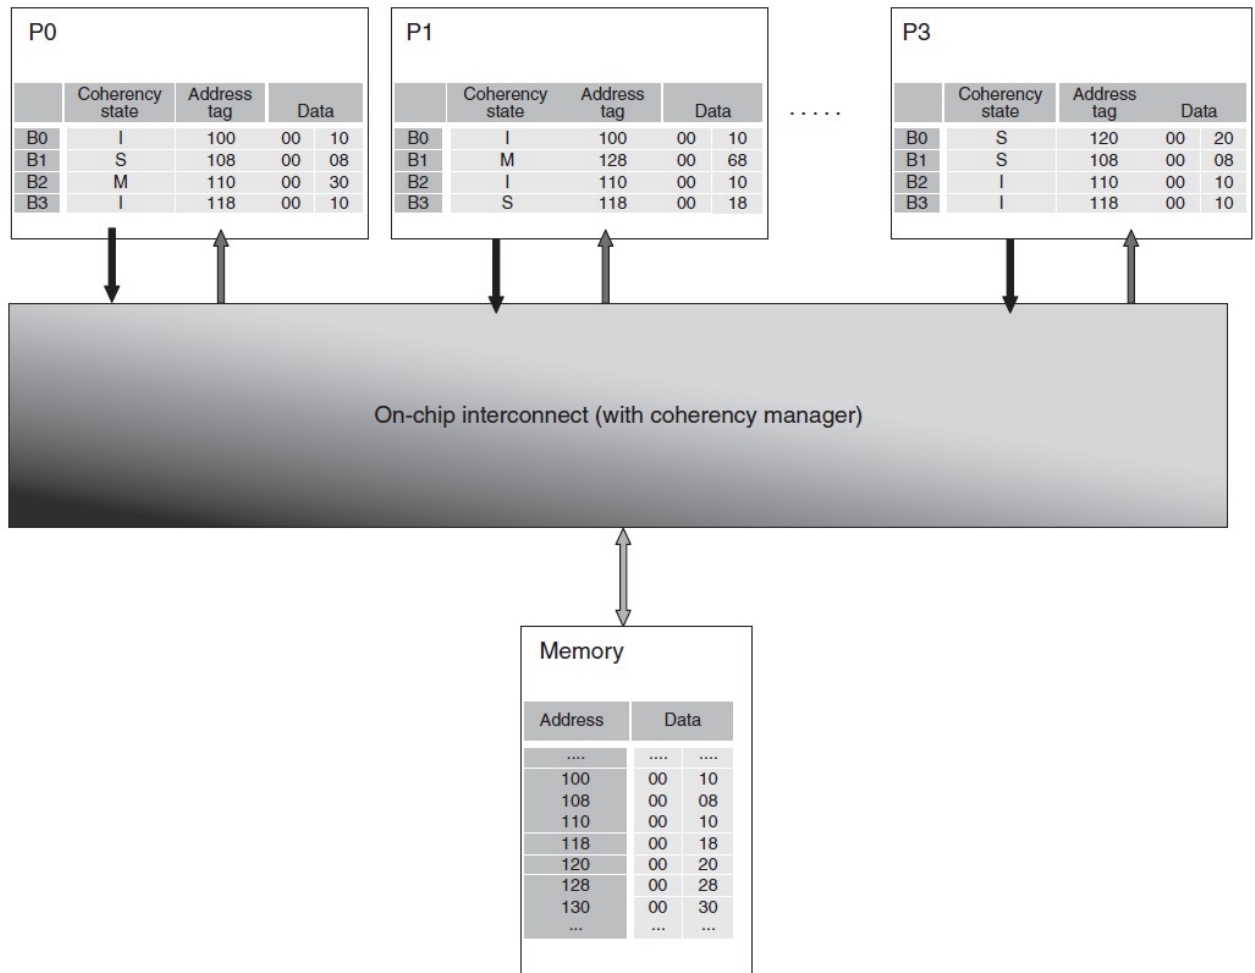 P0
Coherency state Address tag Data
B0 I 100 00 10
B1 S 108 00 08
B2 M 110 00 30
B3 I 118 00 10
P1
Coherency state Address tag Data
B0 I 100 00 10
B1 M 128 00 68
B2 I 110 00 10
B3 S 118 00 18
.....
P3
Coherency state Address tag Data
B0 S 120 00 20
B1 S 108 00 08
B2 I 110 00 10
B3 I 118 00 10
On-chip interconnect (with coherency manager)
Memory
Address Data
.... .... ....
100 00 10
108 00 08
110 00 10
118 00 18
120 00 20
128 00 28
130 00 30
... ... ...